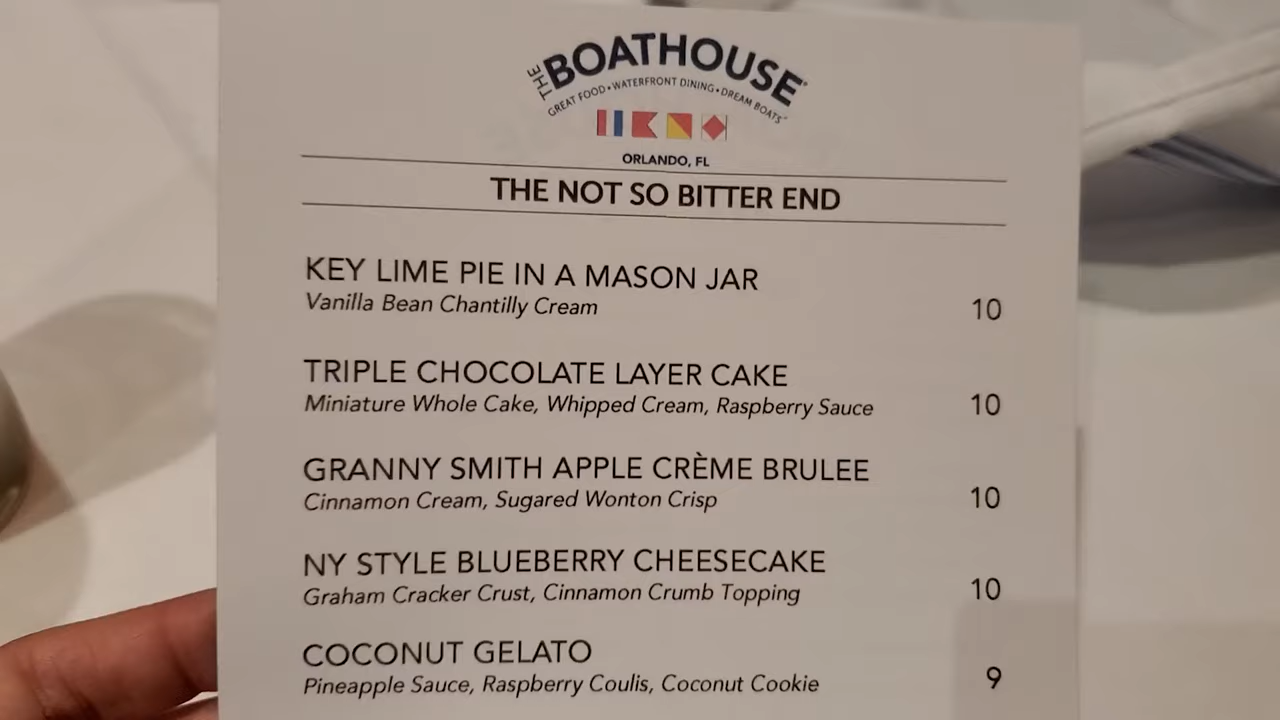 THE BOATHOUSE
GREAT FOOD • WATERFRONT DINING • DREAM BOATS™
ORLANDO, FL
THE NOT SO BITTER END
KEY LIME PIE IN A MASON JAR
Vanilla Bean Chantilly Cream 10
TRIPLE CHOCOLATE LAYER CAKE
Miniature Whole Cake, Whipped Cream, Raspberry Sauce 10
GRANNY SMITH APPLE CRÈME BRULEE
Cinnamon Cream, Sugared Wonton Crisp 10
NY STYLE BLUEBERRY CHEESECAKE
Graham Cracker Crust, Cinnamon Crumb Topping 10
COCONUT GELATO
Pineapple Sauce, Raspberry Coulis, Coconut Cookie 9